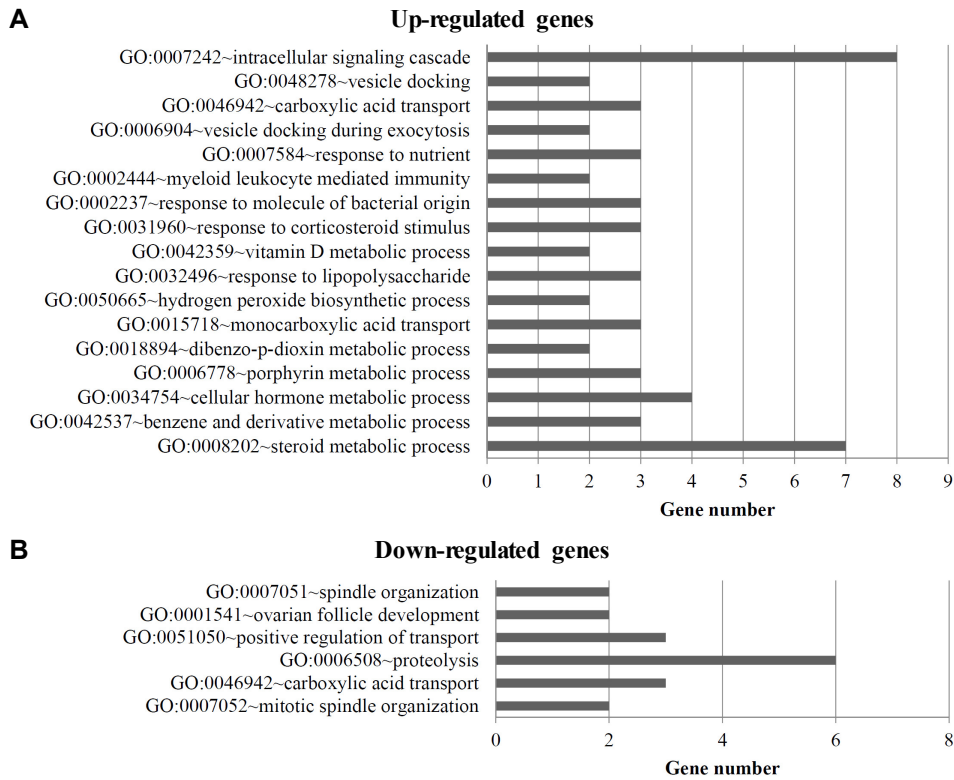 A
Up-regulated genes
GO:0007242~intracellular signaling cascade
GO:0048278~vesicle docking
GO:0046942~carboxylic acid transport
GO:0006904~vesicle docking during exocytosis
GO:0007584~response to nutrient
GO:0002444~myeloid leukocyte mediated immunity
GO:0002237~response to molecule of bacterial origin
GO:0031960~response to corticosteroid stimulus
GO:0042359~vitamin D metabolic process
GO:0032496~response to lipopolysaccharide
GO:0050665~hydrogen peroxide biosynthetic process
GO:0015718~monocarboxylic acid transport
GO:0018894~dibenzo-p-dioxin metabolic process
GO:0006778~porphyrin metabolic process
GO:0034754~cellular hormone metabolic process
GO:0042537~benzene and derivative metabolic process
GO:0008202~steroid metabolic process
0 1 2 3 4 5 6 7 8 9
Gene number
B
Down-regulated genes
GO:0007051~spindle organization
GO:0001541~ovarian follicle development
GO:0051050~positive regulation of transport
GO:0006508~proteolysis
GO:0046942~carboxylic acid transport
GO:0007052~mitotic spindle organization
0 2 4 6 8
Gene number